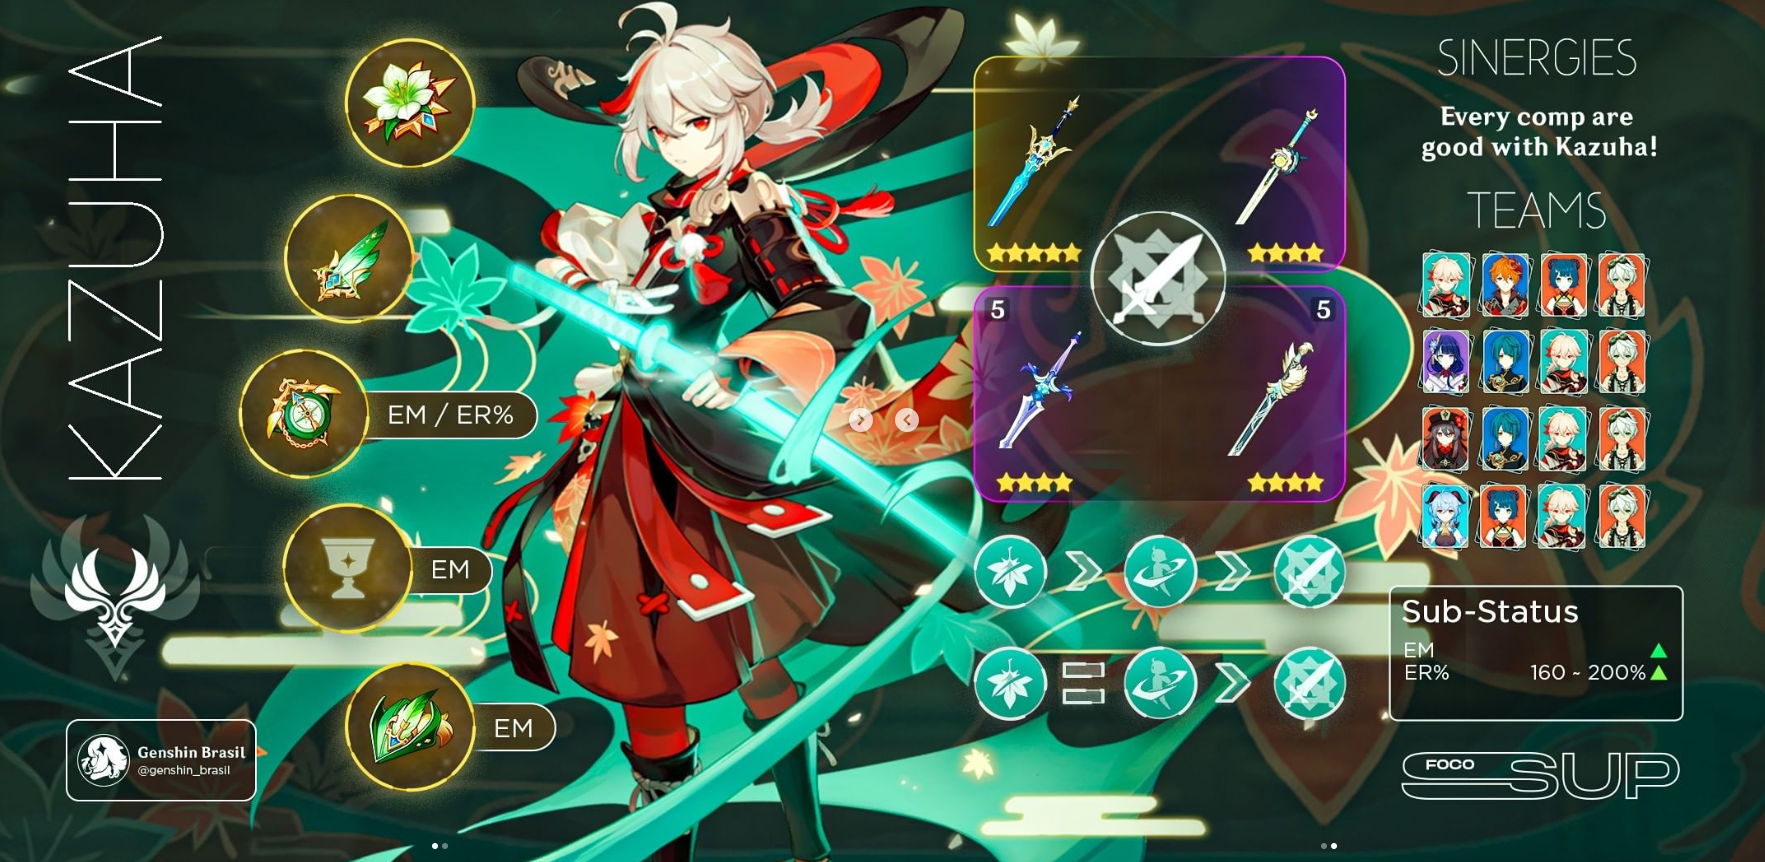 KAZUHA
EM / ER%
EM
EM
Genshin Brasil
@genshin_brasil
5
5
SINERGIES
Every comp are
good with Kazuha!
TEAMS
Sub-Status
EM
ER% 160 ~ 200%
FOCO
SUP